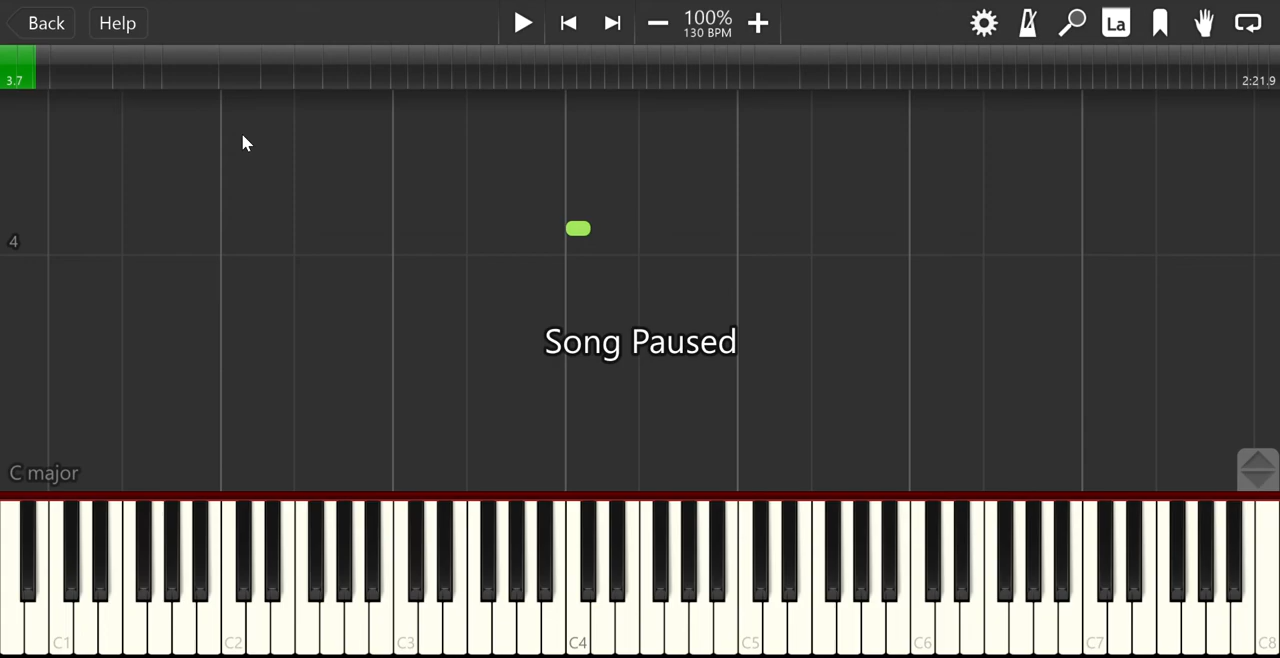 Back Help 100% La
130 BPM
3.7 2:21.9
4
Song Paused
C major
C1 C2 C3 C4 C5 C6 C7 C8